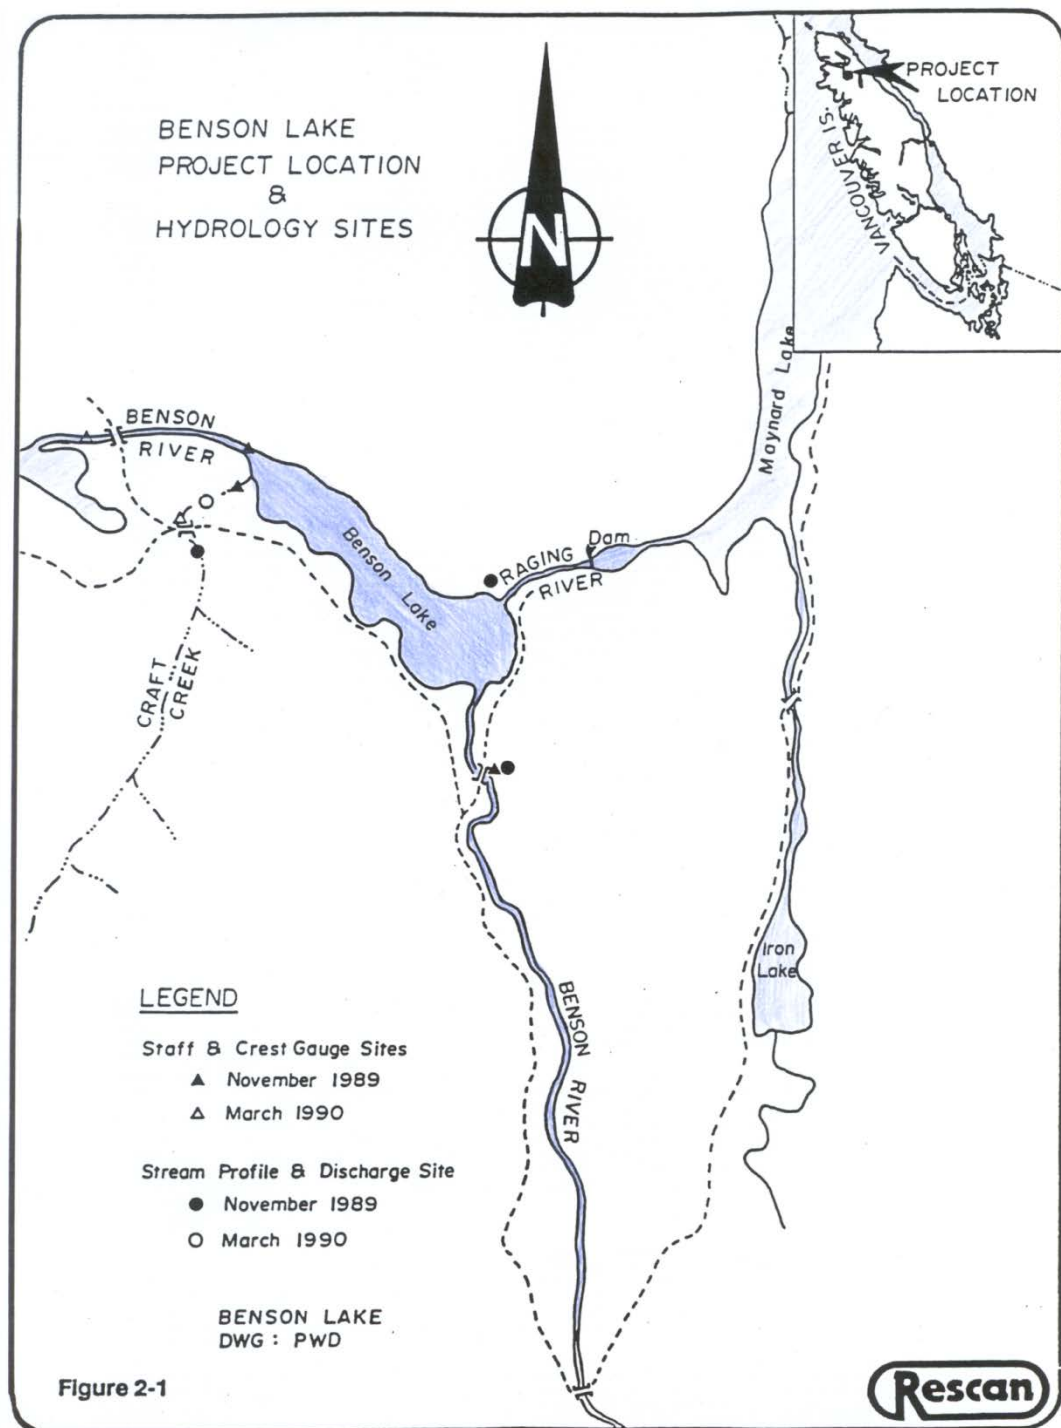 BENSON LAKE
PROJECT LOCATION
&
HYDROLOGY SITES
N
PROJECT
LOCATION
VANCOUVER IS.
Maynard Lake
BENSON
RIVER
Benson Lake
Dam
RAGING
RIVER
CRAFT
CREEK
Iron
Lake
BENSON RIVER
LEGEND
Staff & Crest Gauge Sites
November 1989
March 1990
Stream Profile & Discharge Site
November 1989
March 1990
BENSON LAKE
DWG : PWD
Figure 2-1
Rescan